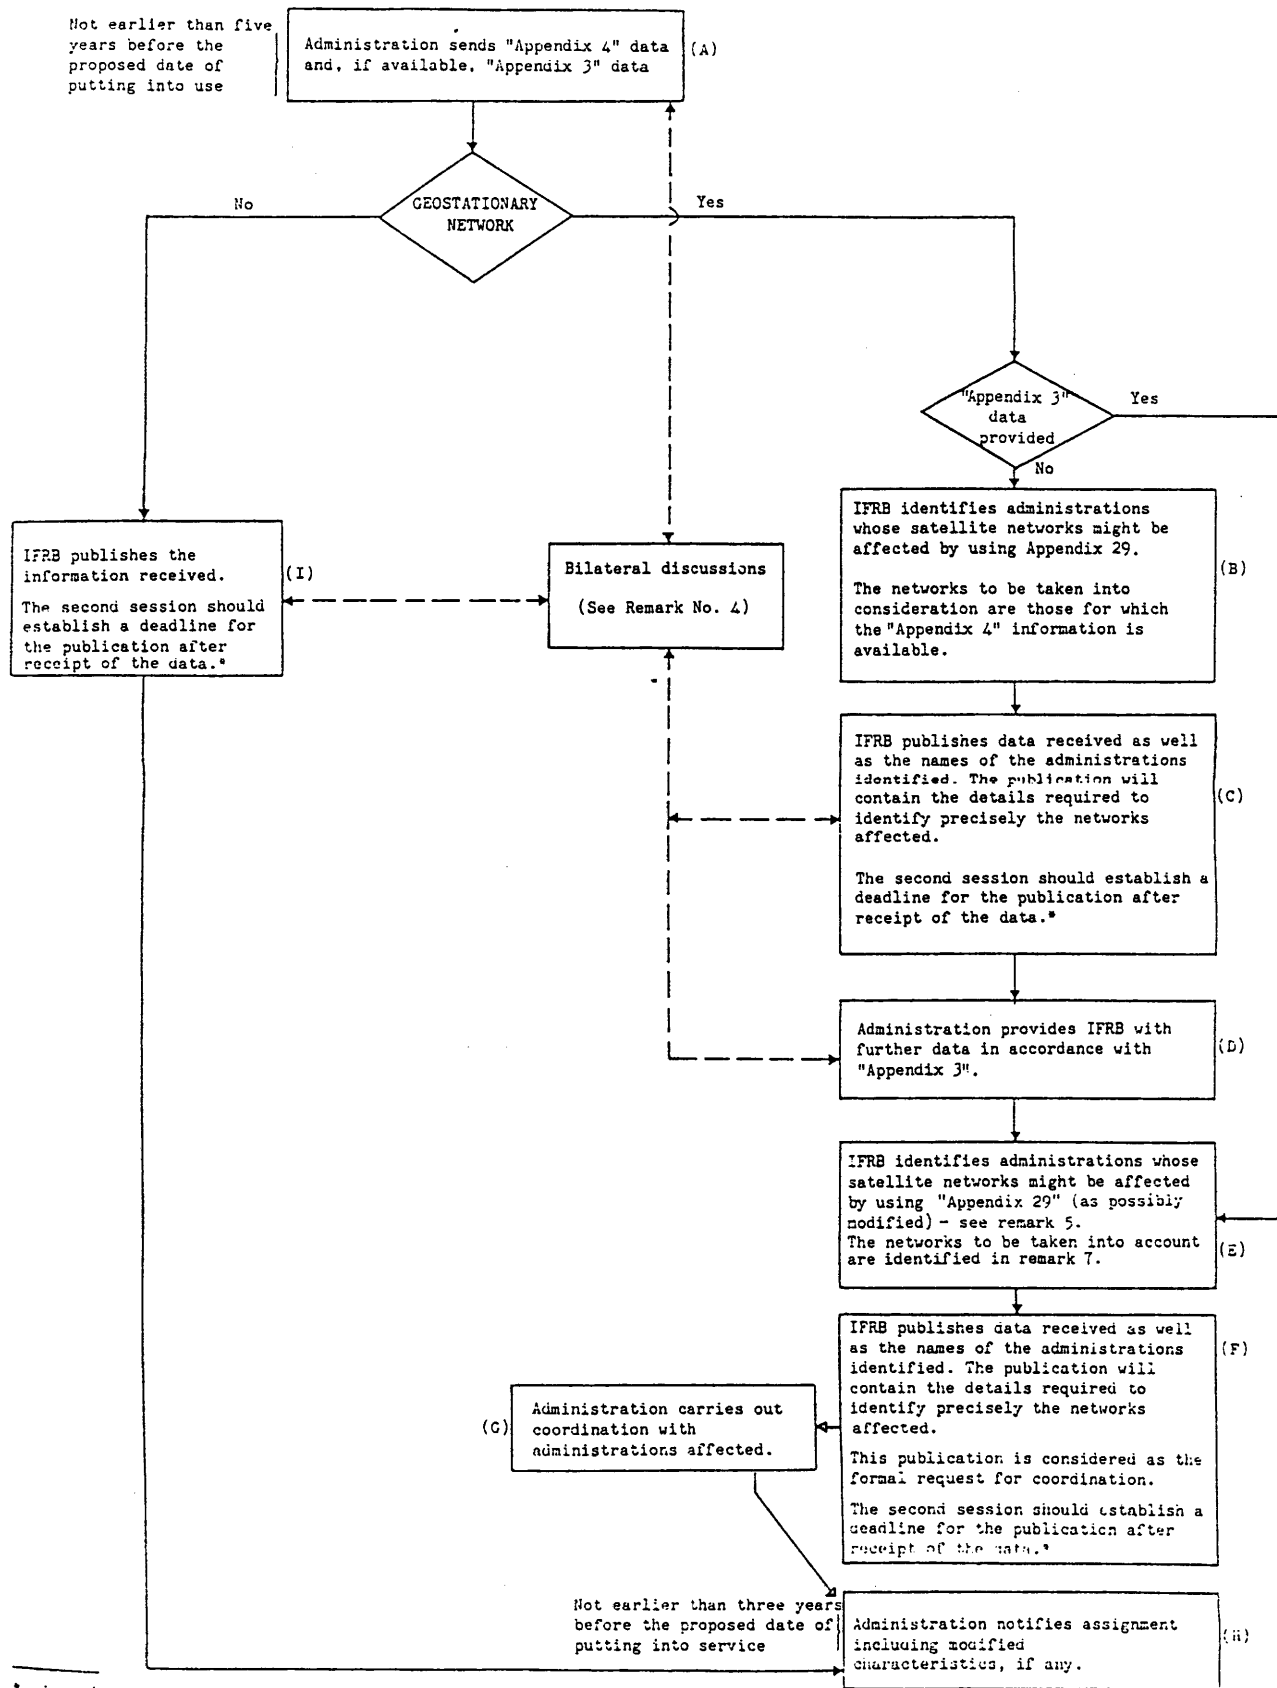 Not earlier than five
years before the
proposed date of
putting into use
Administration sends "Appendix 4" data
and, if available, "Appendix 3" data
(A)
GEOSTATIONARY
NETWORK
No
Yes
"Appendix 3"
data
provided
Yes
No
IFRB publishes the
information received.
The second session should
establish a deadline for
the publication after
receipt of the data.*
(I)
Bilateral discussions
(See Remark No. 4)
IFRB identifies administrations
whose satellite networks might be
affected by using Appendix 29.
The networks to be taken into
consideration are those for which
the "Appendix 4" information is
available.
(B)
IFRB publishes data received as well
as the names of the administrations
identified. The publication will
contain the details required to
identify precisely the networks
affected.
The second session should establish a
deadline for the publication after
receipt of the data.*
(C)
Administration provides IFRB with
further data in accordance with
"Appendix 3".
(D)
IFRB identifies administrations whose
satellite networks might be affected
by using "Appendix 29" (as possibly
modified) - see remark 5.
The networks to be taken into account
are identified in remark 7.
(E)
IFRB publishes data received as well
as the names of the administrations
identified. The publication will
contain the details required to
identify precisely the networks
affected.
This publication is considered as the
formal request for coordination.
The second session should establish a
deadline for the publication after
receipt of the data.*
(F)
(G)
Administration carries out
coordination with
administrations affected.
Not earlier than three years
before the proposed date of
putting into service
Administration notifies assignment
including modified
characteristics, if any.
(H)